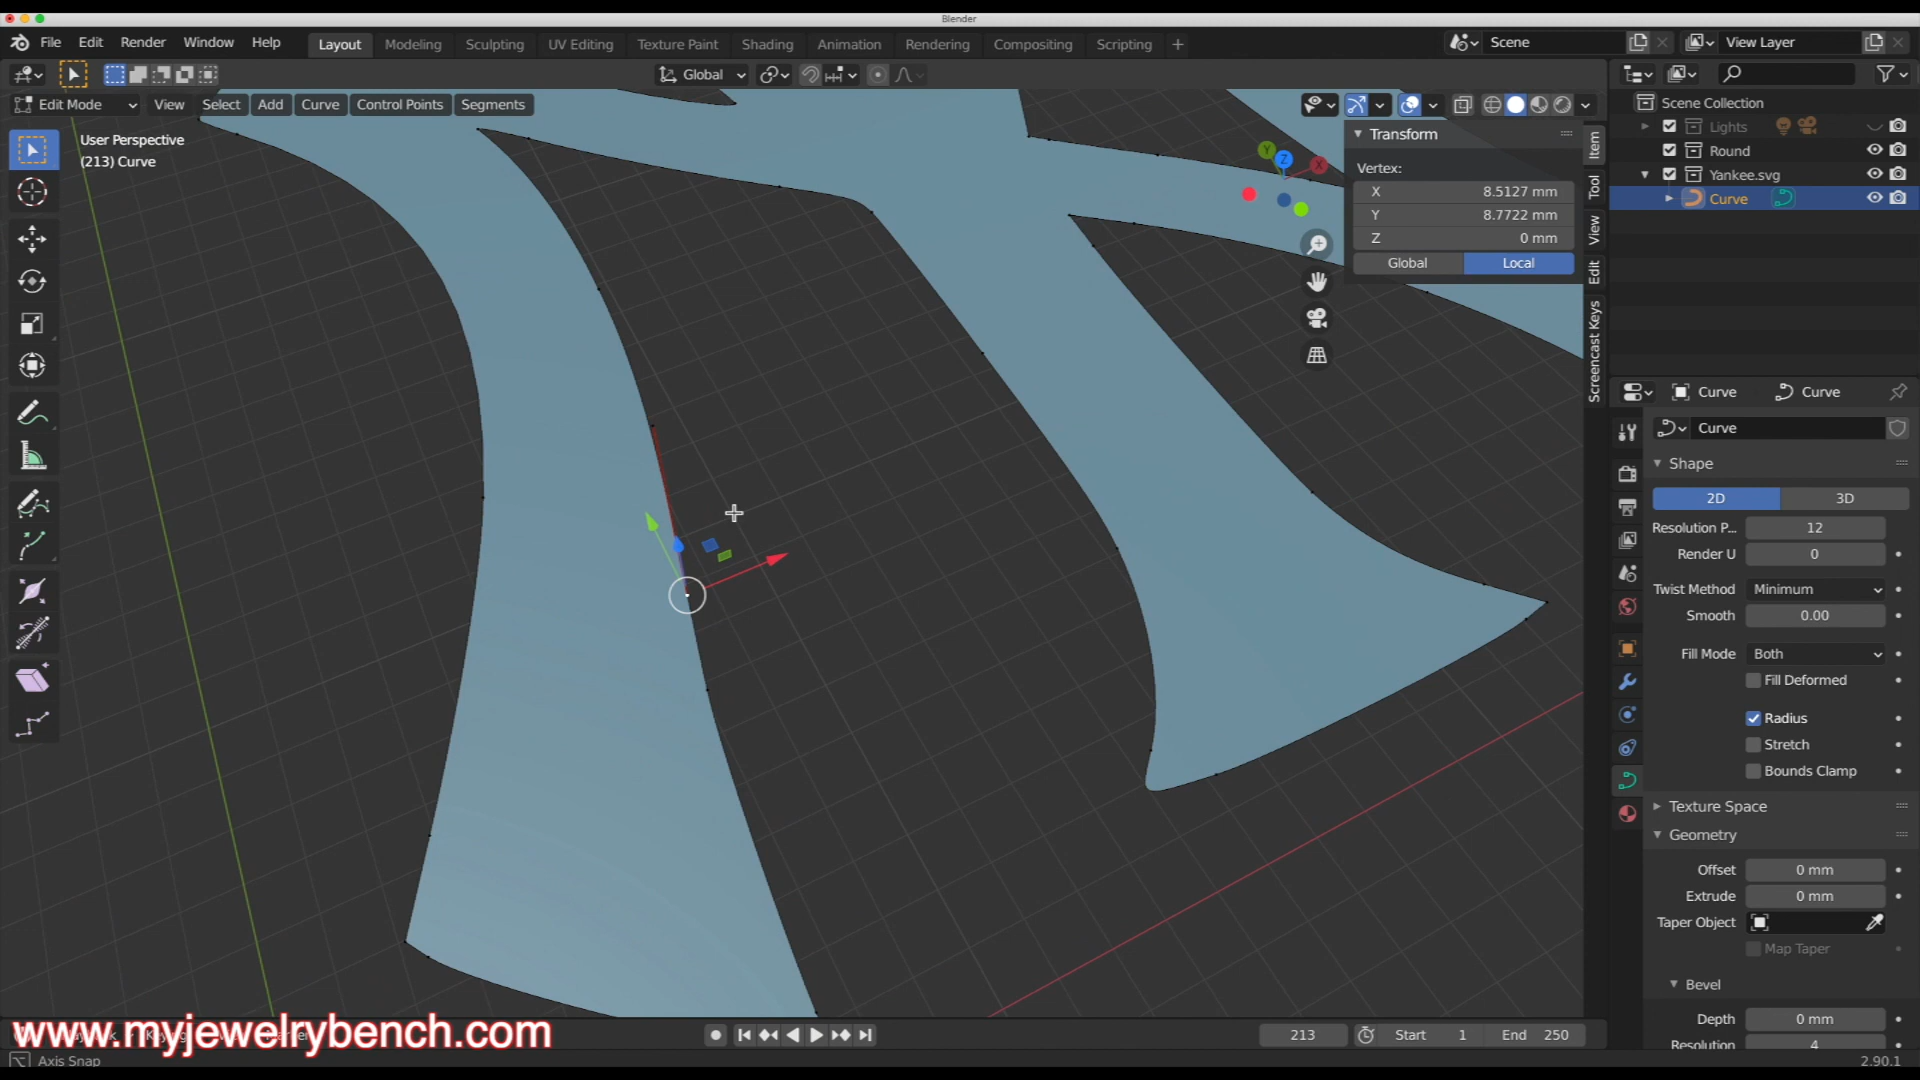 Blender
File Edit Render Window Help Layout Modeling Sculpting UV Editing Texture Paint Shading Animation Rendering Compositing Scripting + Scene View Layer
Global
Edit Mode View Select Add Curve Control Points Segments
User Perspective
(213) Curve
Y Z X
Transform
Vertex:
X 8.5127 mm
Y 8.7722 mm
Z 0 mm
Global Local
Item
Tool
View
Edit
Screencast Keys
Scene Collection
Lights
Round
Yankee.svg
Curve
Curve Curve
Curve
Shape
2D 3D
Resolution P... 12
Render U 0
Twist Method Minimum
Smooth 0.00
Fill Mode Both
Fill Deformed
Radius
Stretch
Bounds Clamp
Texture Space
Geometry
Offset 0 mm
Extrude 0 mm
Taper Object
Map Taper
Bevel
Depth 0 mm
Resolution 4
www.myjewelrybench.com
213 Start 1 End 250
Axis Snap
2.90.1